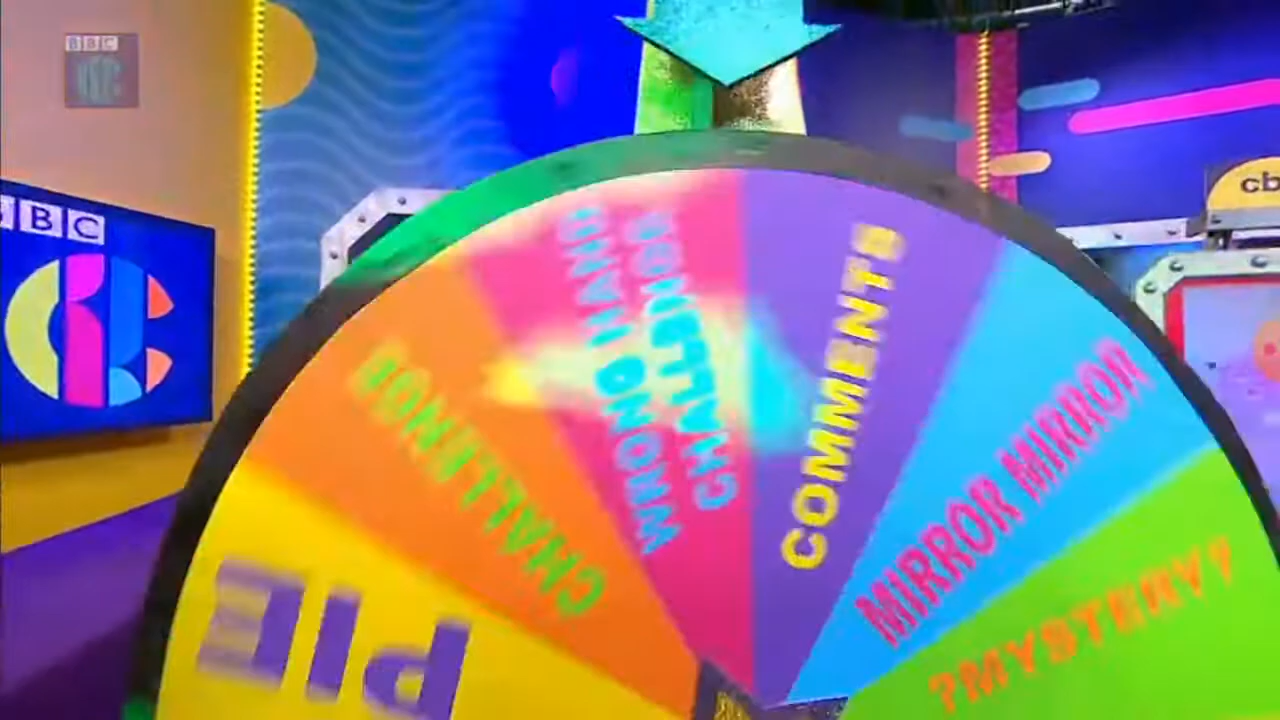 BBC
BBC
cb
WRONG HAND
CHALLENGE
COMMENTS
CHALLENGE
MIRROR MIRROR
PIE
?MYSTERY?